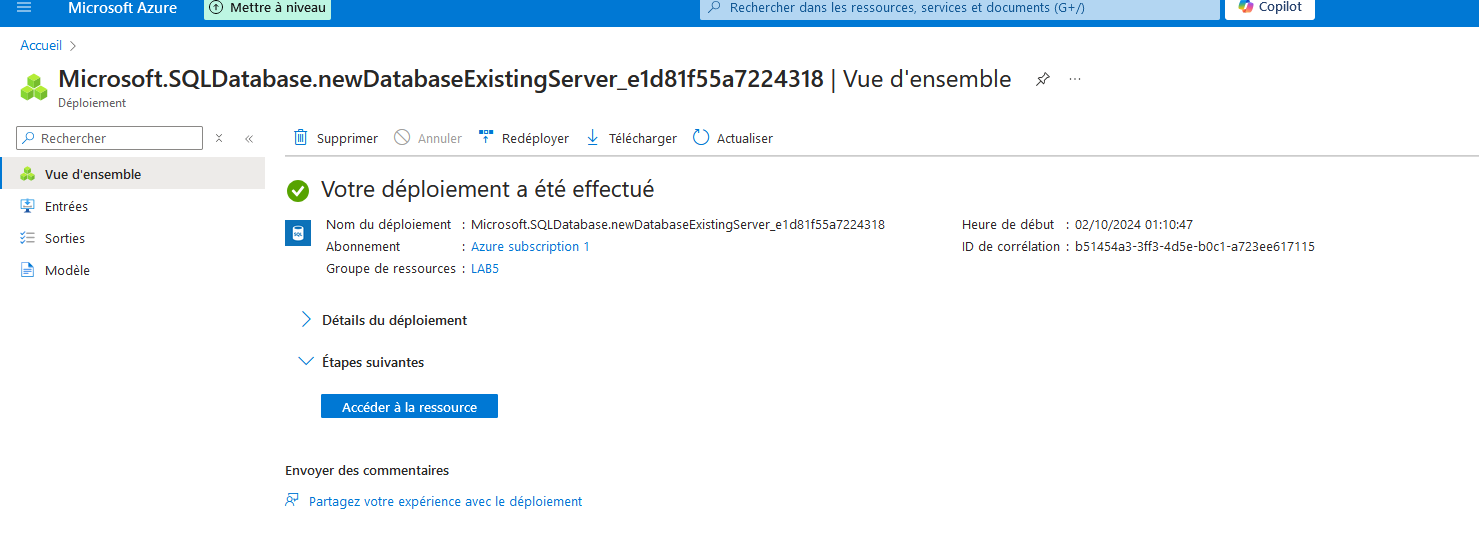 Microsoft Azure
Mettre à niveau
Rechercher dans les ressources, services et documents (G+/)
Copilot
Accueil
Microsoft.SQLDatabase.newDatabaseExistingServer_e1d81f55a7224318 | Vue d'ensemble
Déploiement
Rechercher
Supprimer
Annuler
Redéployer
Télécharger
Actualiser
Vue d'ensemble
Entrées
Sorties
Modèle
Votre déploiement a été effectué
Nom du déploiement : Microsoft.SQLDatabase.newDatabaseExistingServer_e1d81f55a7224318
Abonnement : Azure subscription 1
Groupe de ressources : LAB5
Heure de début : 02/10/2024 01:10:47
ID de corrélation : b51454a3-3ff3-4d5e-b0c1-a723ee617115
Détails du déploiement
Étapes suivantes
Accéder à la ressource
Envoyer des commentaires
Partagez votre expérience avec le déploiement